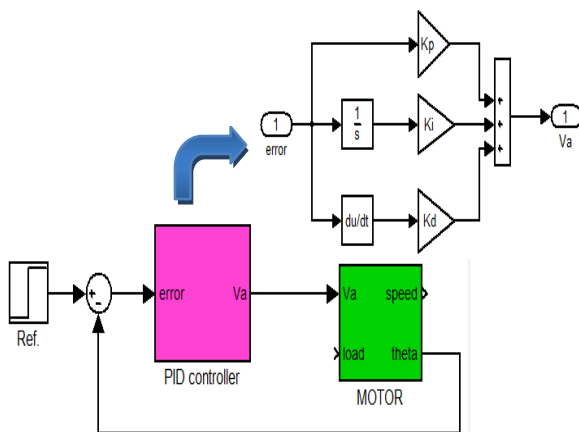 Kp
1
error
1
s
Ki
+
+
+
1
Va
du/dt
Kd
Ref.
+
-
error Va
PID controller
Va speed
load theta
MOTOR